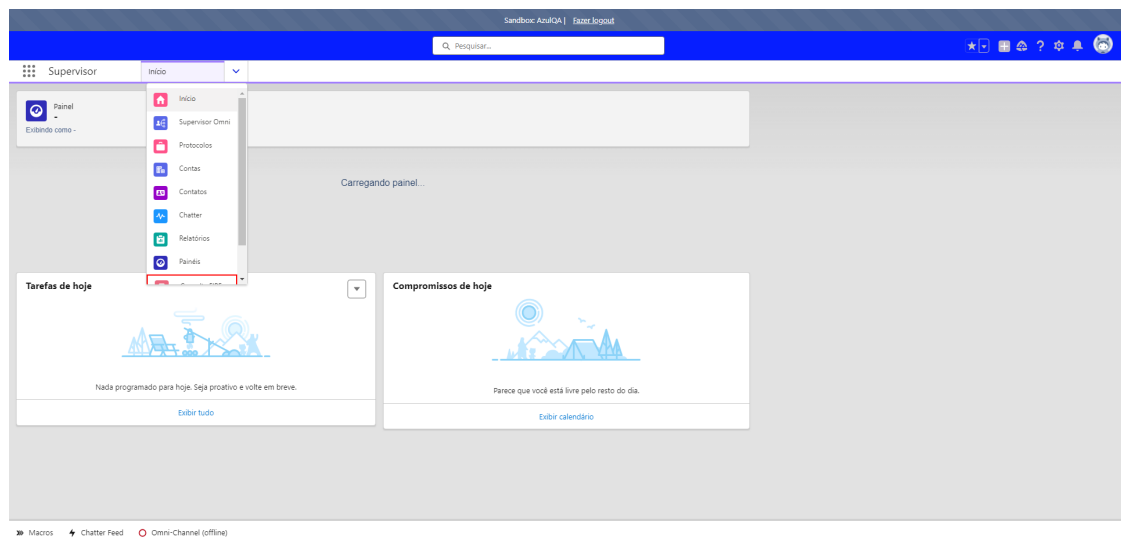 Sandbox: AzulQA | Fazer logout
Pesquisar...
Supervisor
Início
Início
Supervisor Omni
Protocolos
Contas
Contatos
Chatter
Relatórios
Painéis
Painel
-
Exibindo como -
Carregando painel...
Tarefas de hoje
Nada programado para hoje. Seja proativo e volte em breve.
Exibir tudo
Compromissos de hoje
Parece que você está livre pelo resto do dia.
Exibir calendário
Macros
Chatter Feed
Omni-Channel (offline)